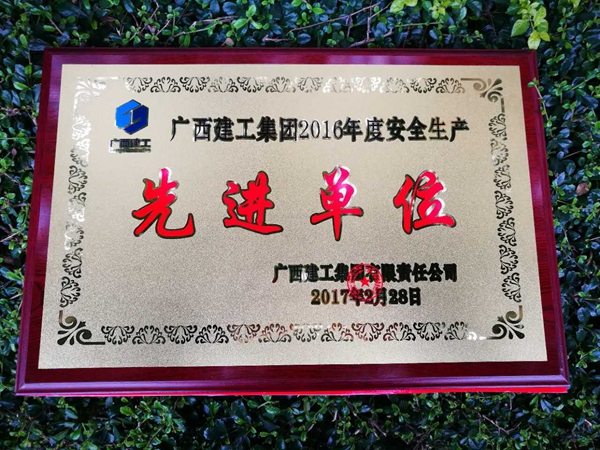 广西建工
广西建工集团2016年度安全生产
先进单位
广西建工集团有限责任公司
2017年2月28日